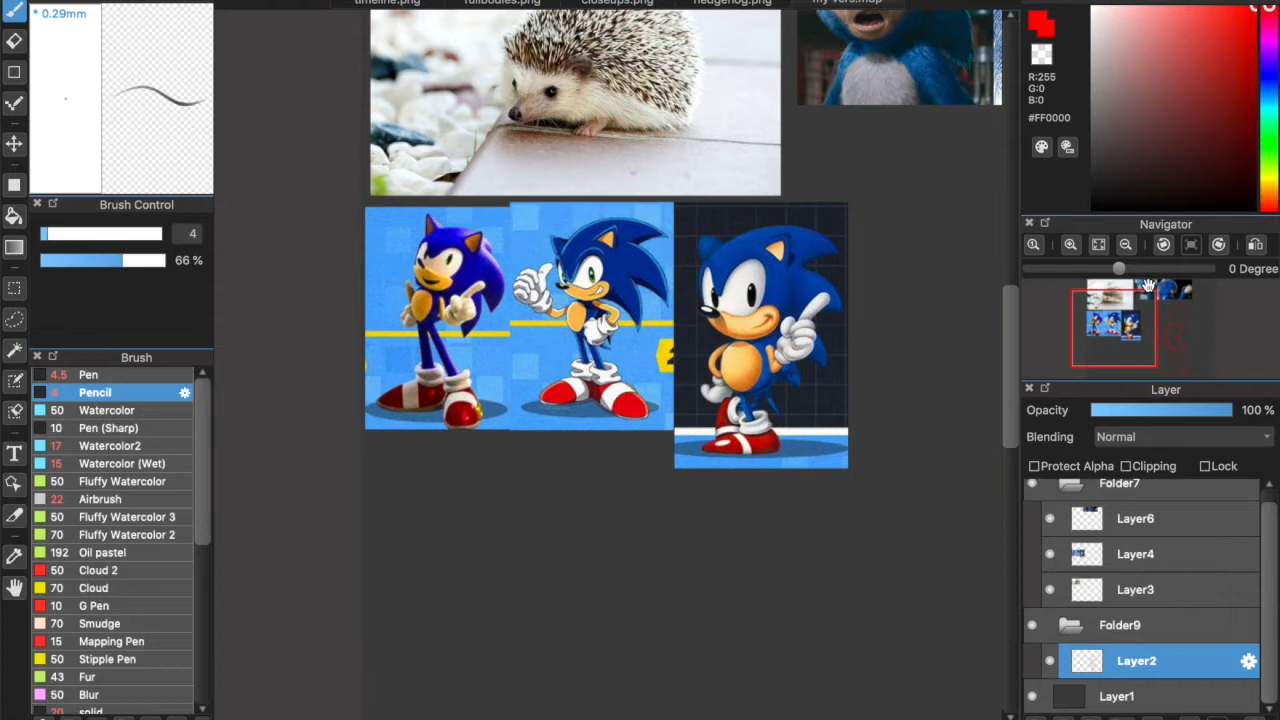 timeline.png
fullbodies.png
closeups.png
hedgehog.png
my vers.mdp
* 0.29mm
R:255
G:0
B:0
#FF0000
Brush Control
4
66 %
Navigator
0 Degree
Brush
4.5 Pen
4 Pencil
50 Watercolor
10 Pen (Sharp)
17 Watercolor2
15 Watercolor (Wet)
50 Fluffy Watercolor
22 Airbrush
50 Fluffy Watercolor 3
70 Fluffy Watercolor 2
192 Oil pastel
50 Cloud 2
70 Cloud
10 G Pen
70 Smudge
15 Mapping Pen
50 Stipple Pen
43 Fur
50 Blur
20 solid
Layer
Opacity
100 %
Blending
Normal
Protect Alpha
Clipping
Lock
Folder7
Layer6
Layer4
Layer3
Folder9
Layer2
Layer1